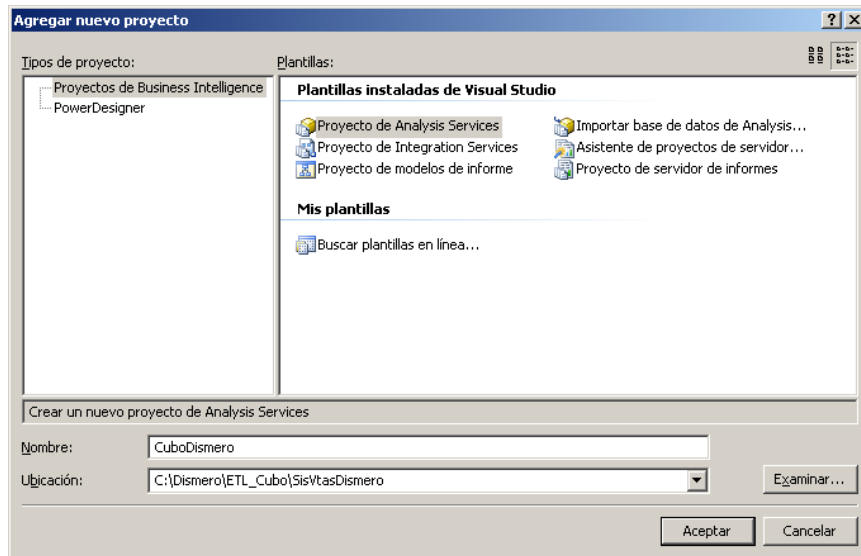 Agregar nuevo proyecto
Tipos de proyecto:
Plantillas:
Proyectos de Business Intelligence
PowerDesigner
Plantillas instaladas de Visual Studio
Proyecto de Analysis Services
Importar base de datos de Analysis...
Proyecto de Integration Services
Asistente de proyectos de servidor...
Proyecto de modelos de informe
Proyecto de servidor de informes
Mis plantillas
Buscar plantillas en línea...
Crear un nuevo proyecto de Analysis Services
Nombre:
CuboDismero
Ubicación:
C:\Dismero\ETL_Cubo\SisVtasDismero
Examinar...
Aceptar
Cancelar